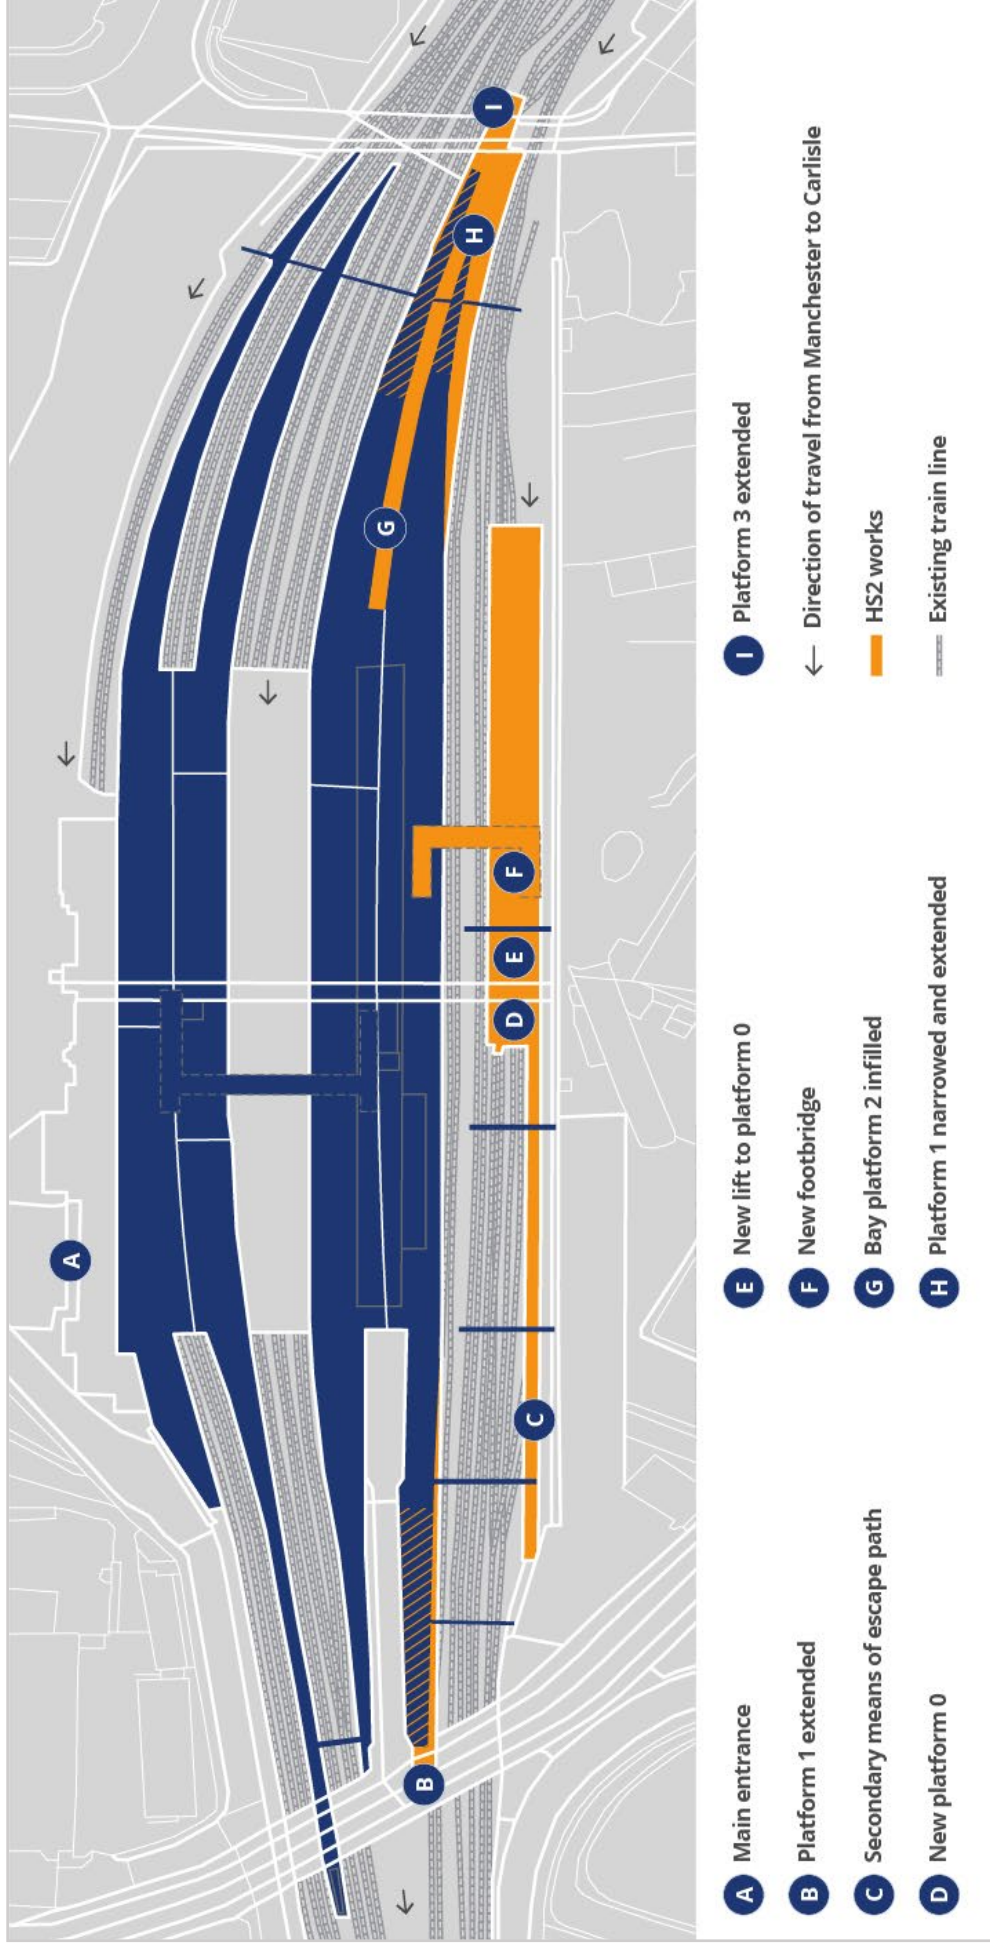 A
B
C
D
E
F
G
H
I
A Main entrance
B Platform 1 extended
C Secondary means of escape path
D New platform 0
E New lift to platform 0
F New footbridge
G Bay platform 2 infilled
H Platform 1 narrowed and extended
I Platform 3 extended
Direction of travel from Manchester to Carlisle
HS2 works
Existing train line